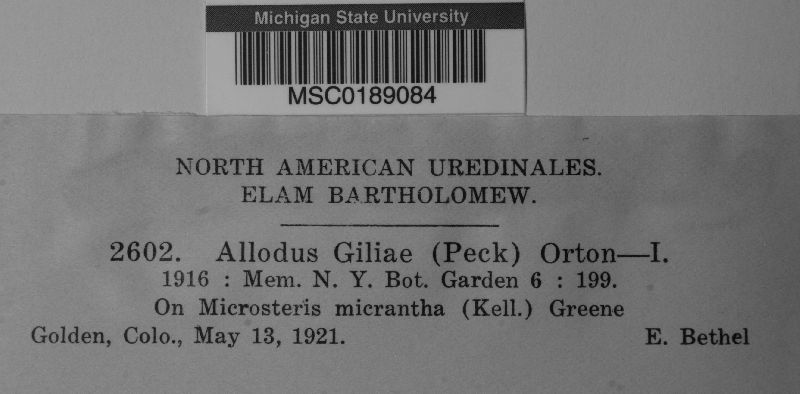 Michigan State University
MSC0189084
NORTH AMERICAN UREDINALES.
ELAM BARTHOLOMEW.
2602. Allodus Giliae (Peck) Orton—I.
1916 : Mem. N. Y. Bot. Garden 6 : 199.
On Microsteris micrantha (Kell.) Greene
Golden, Colo., May 13, 1921. E. Bethel